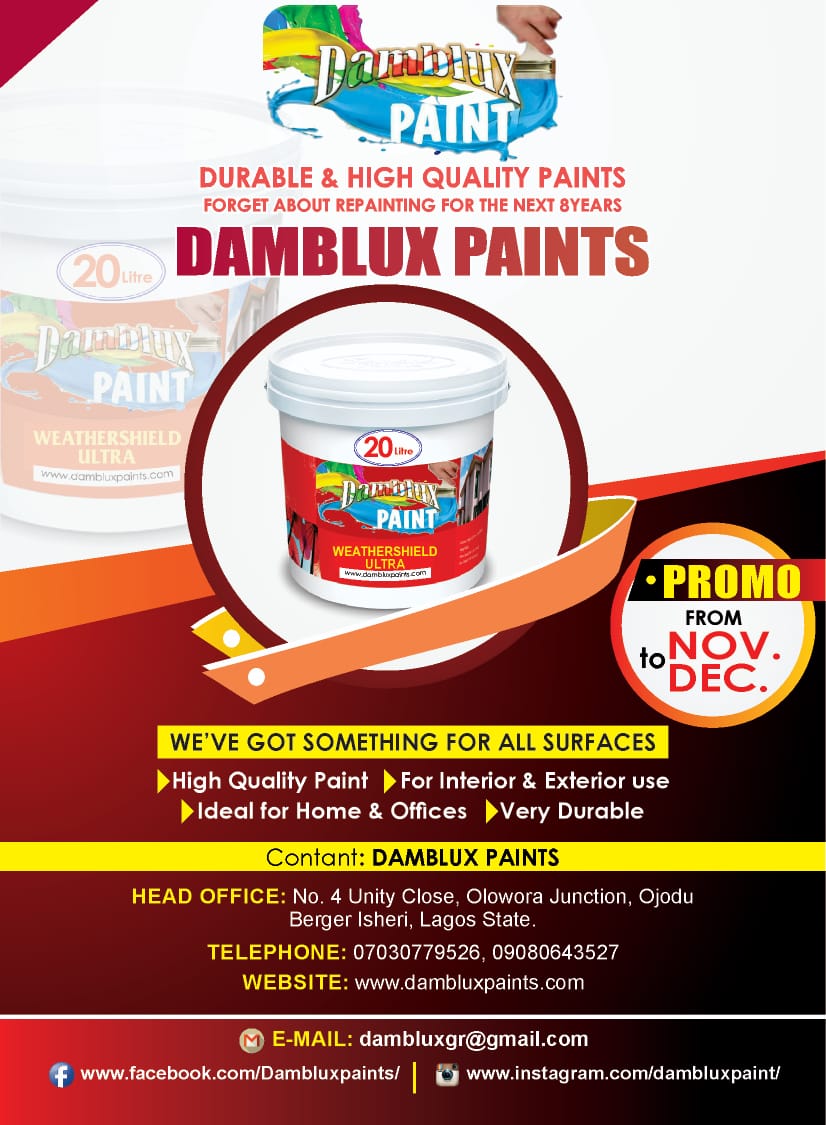 Damblux
PAINT
DURABLE & HIGH QUALITY PAINTS
FORGET ABOUT REPAINTING FOR THE NEXT 8YEARS
DAMBLUX PAINTS
20 Litre
Damblux
PAINT
WEATHERSHIELD
ULTRA
www.dambluxpaints.com
20 Litre
Damblux
PAINT
WEATHERSHIELD
ULTRA
www.dambluxpaints.com
• PROMO
FROM
to NOV.
DEC.
WE'VE GOT SOMETHING FOR ALL SURFACES
High Quality Paint For Interior & Exterior use
Ideal for Home & Offices Very Durable
Contant: DAMBLUX PAINTS
HEAD OFFICE: No. 4 Unity Close, Olowora Junction, Ojodu
Berger Isheri, Lagos State.
TELEPHONE: 07030779526, 09080643527
WEBSITE: www.dambluxpaints.com
E-MAIL: dambluxgr@gmail.com
www.facebook.com/Dambluxpaints/ | www.instagram.com/dambluxpaint/